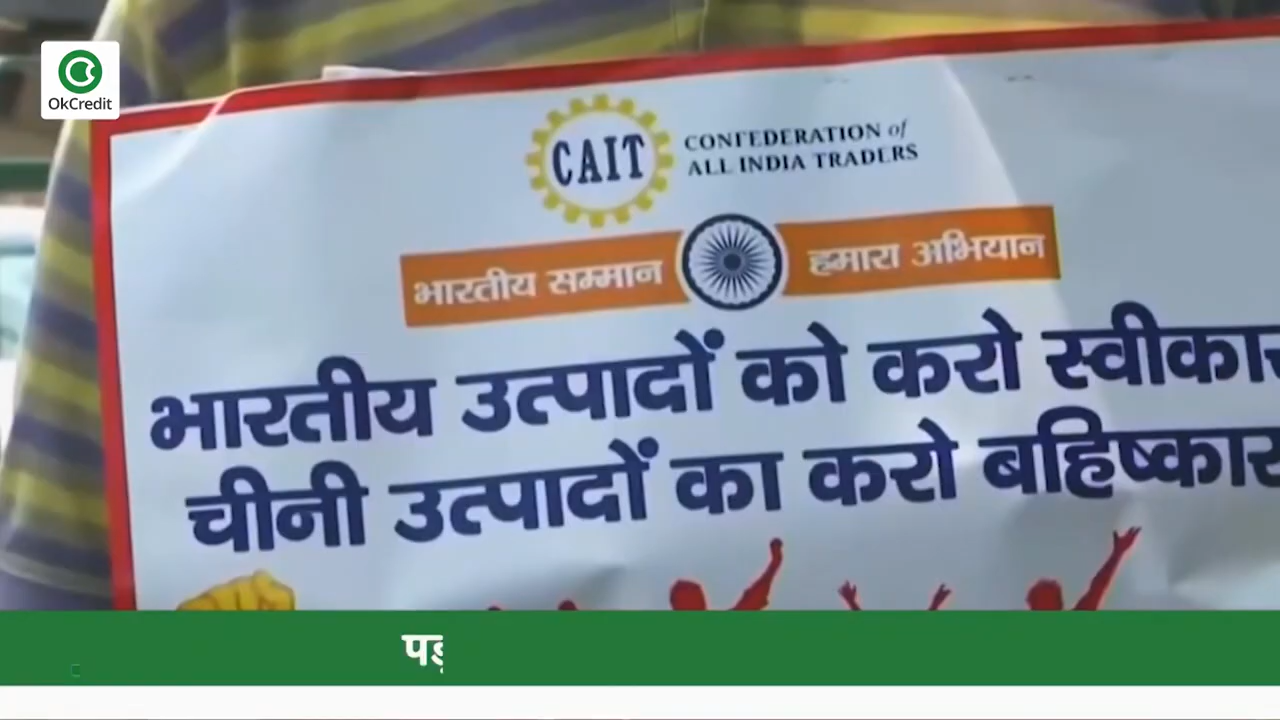 OkCredit
CAIT
CONFEDERATION of
ALL INDIA TRADERS
भारतीय सम्मान हमारा अभियान
भारतीय उत्पादों को करो
चीनी उत्पादों का करो बहिष्कार